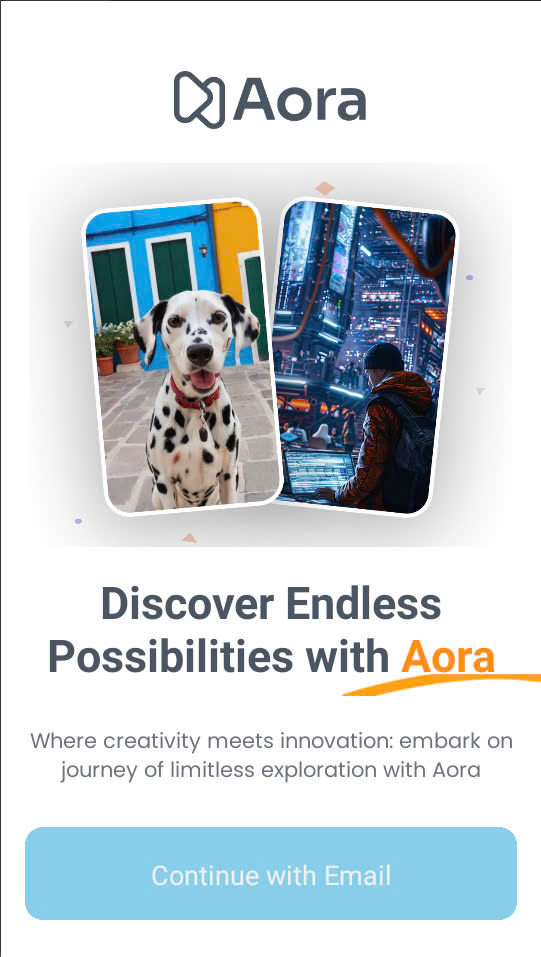 Aora
Discover Endless
Possibilities with Aora
Where creativity meets innovation: embark on
journey of limitless exploration with Aora
Continue with Email